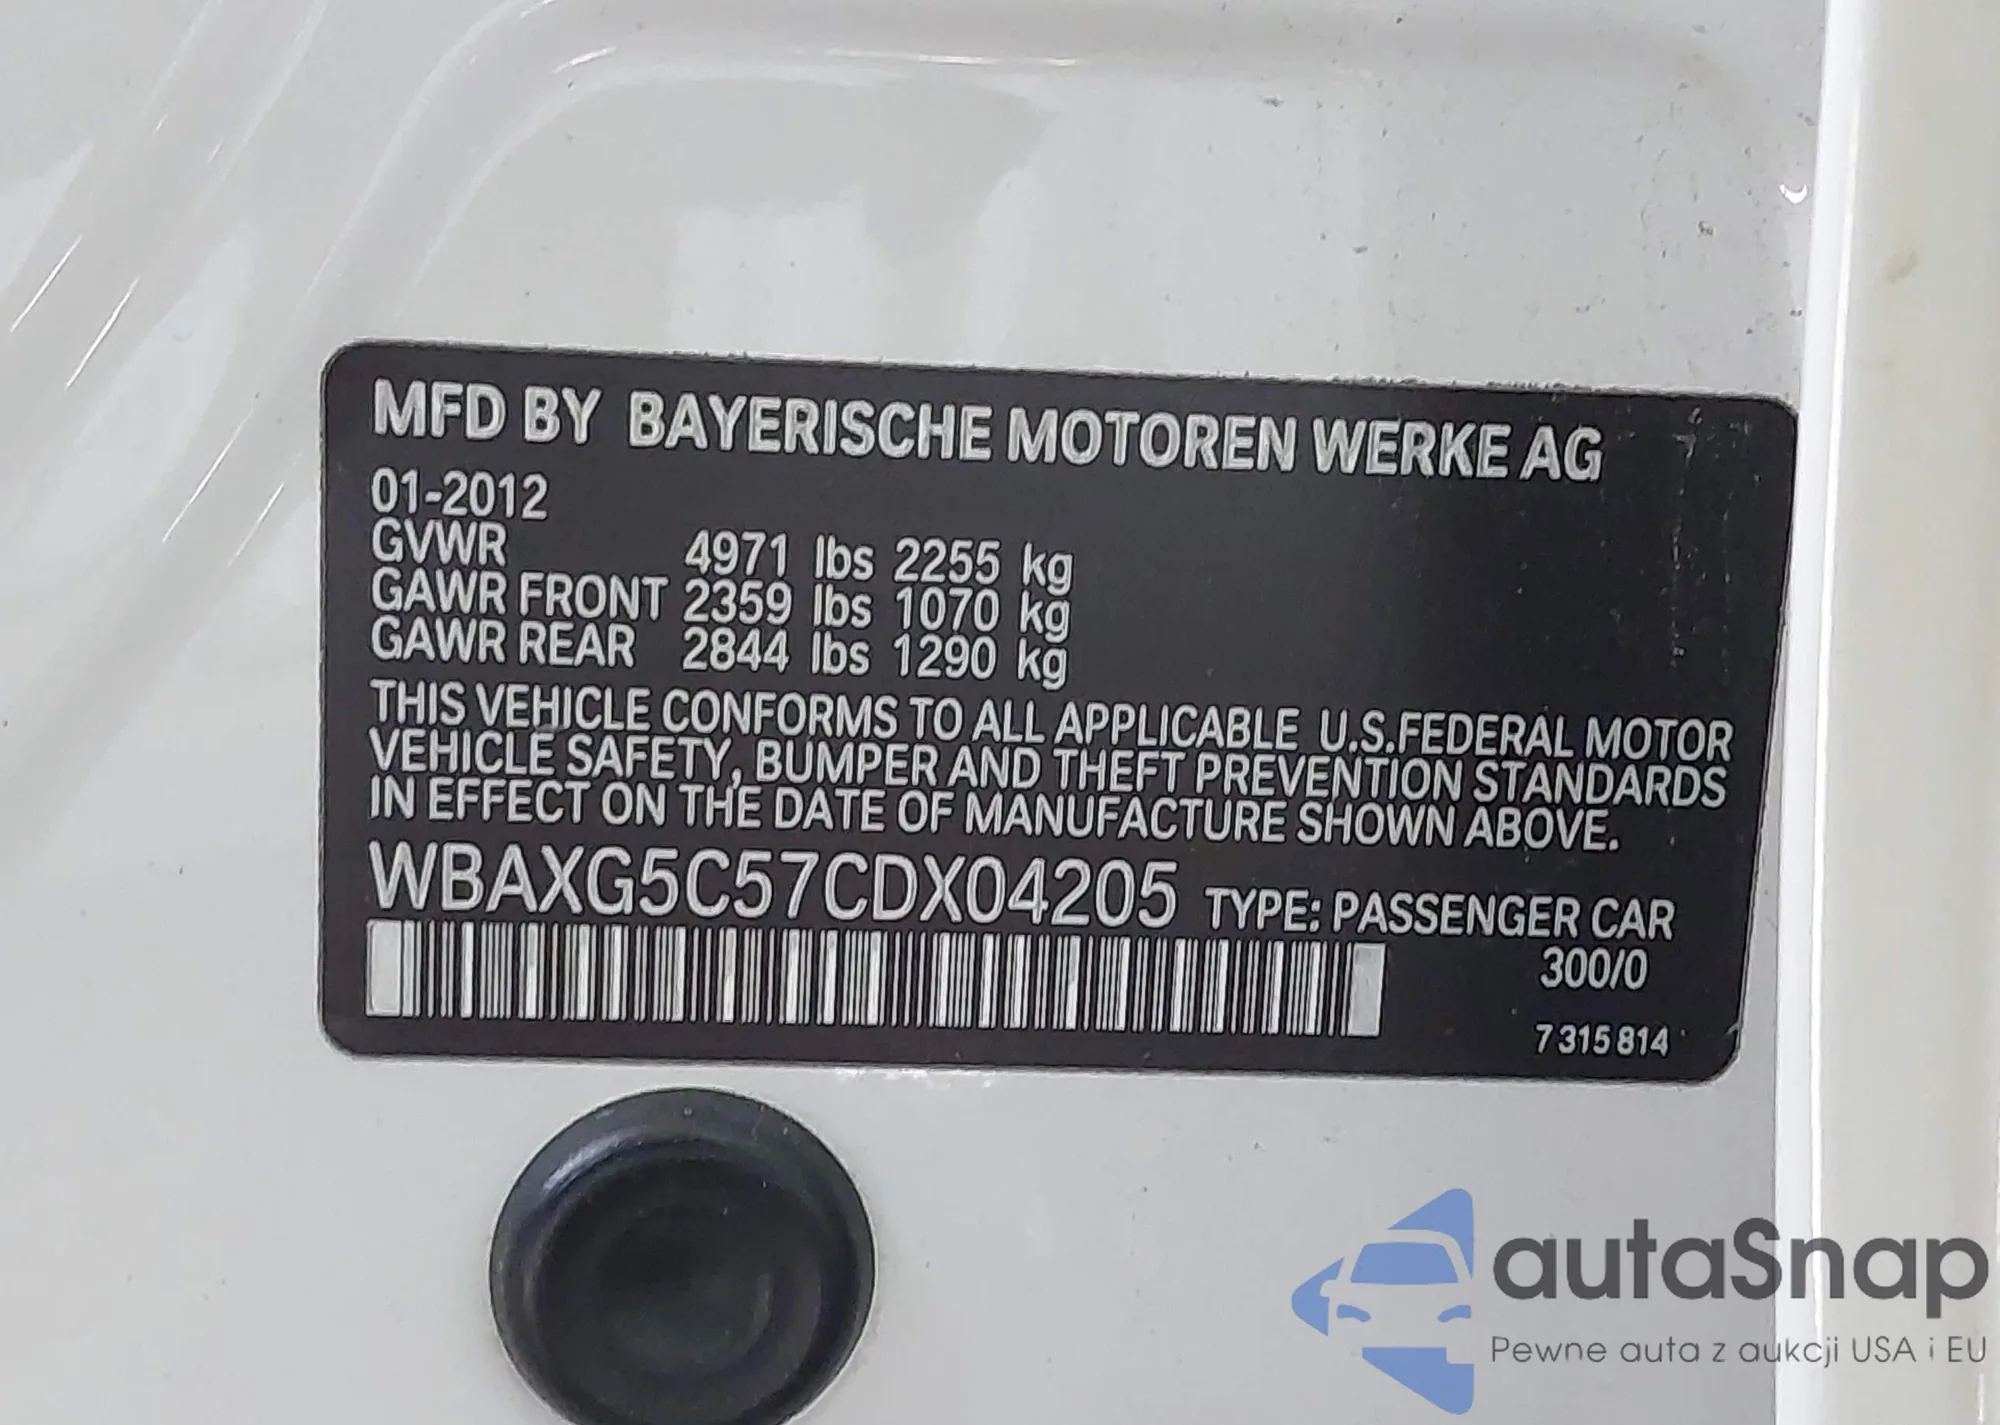 MFD BY BAYERISCHE MOTOREN WERKE AG
01-2012
GVWR 4971 lbs 2255 kg
GAWR FRONT 2359 lbs 1070 kg
GAWR REAR 2844 lbs 1290 kg
THIS VEHICLE CONFORMS TO ALL APPLICABLE U.S.FEDERAL MOTOR
VEHICLE SAFETY, BUMPER AND THEFT PREVENTION STANDARDS
IN EFFECT ON THE DATE OF MANUFACTURE SHOWN ABOVE.
WBAXG5C57CDX04205 TYPE: PASSENGER CAR
300/0
7 315 814
autaSnap
Pewne auta z aukcji USA i EU